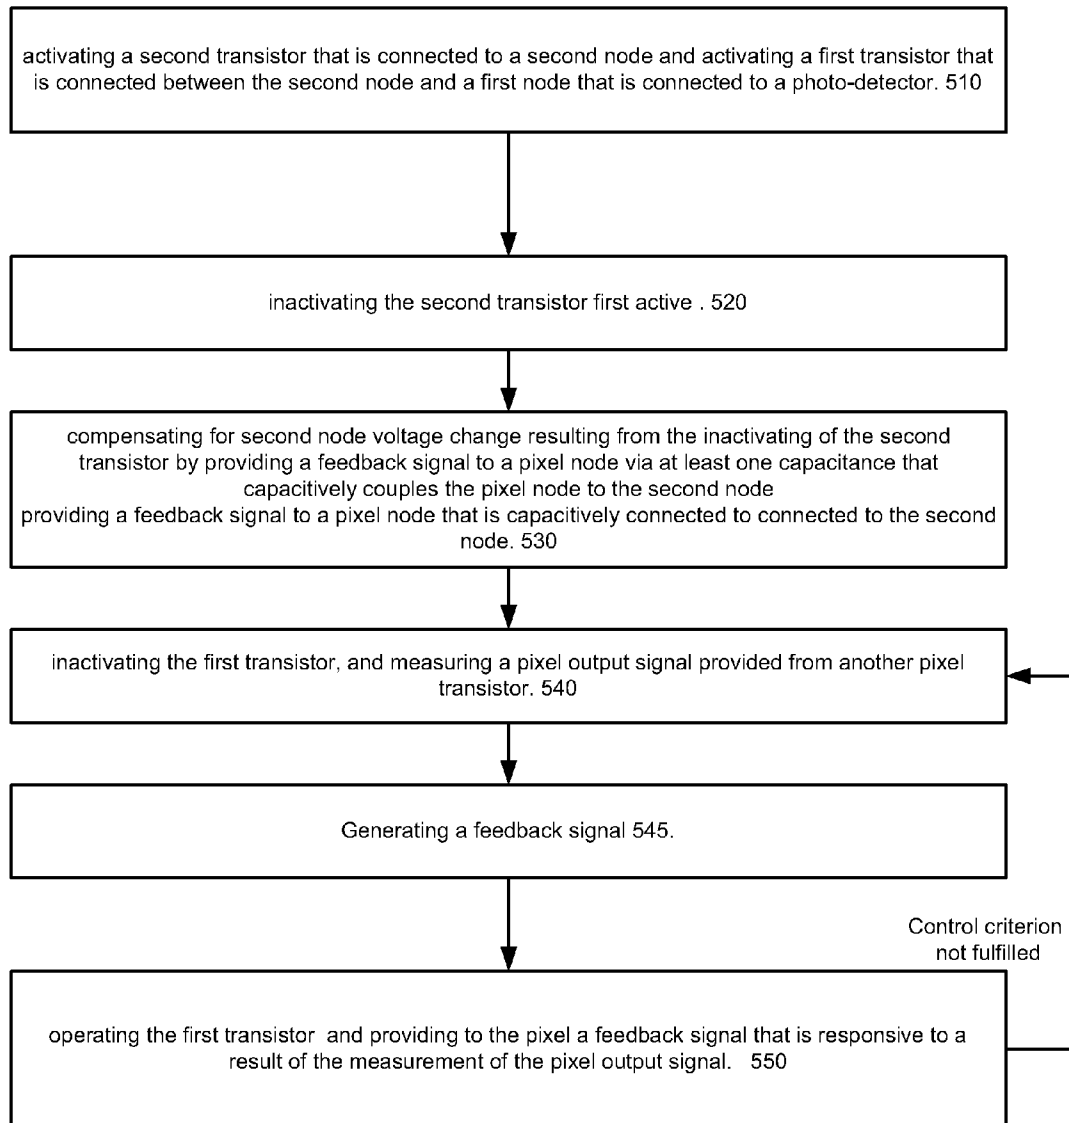 activating a second transistor that is connected to a second node and activating a first transistor that
is connected between the second node and a first node that is connected to a photo-detector. 510
inactivating the second transistor first active . 520
compensating for second node voltage change resulting from the inactivating of the second
transistor by providing a feedback signal to a pixel node via at least one capacitance that
capacitively couples the pixel node to the second node
providing a feedback signal to a pixel node that is capacitively connected to connected to the second
node. 530
inactivating the first transistor, and measuring a pixel output signal provided from another pixel
transistor. 540
Generating a feedback signal 545.
Control criterion
not fulfilled
operating the first transistor and providing to the pixel a feedback signal that is responsive to a
result of the measurement of the pixel output signal. 550